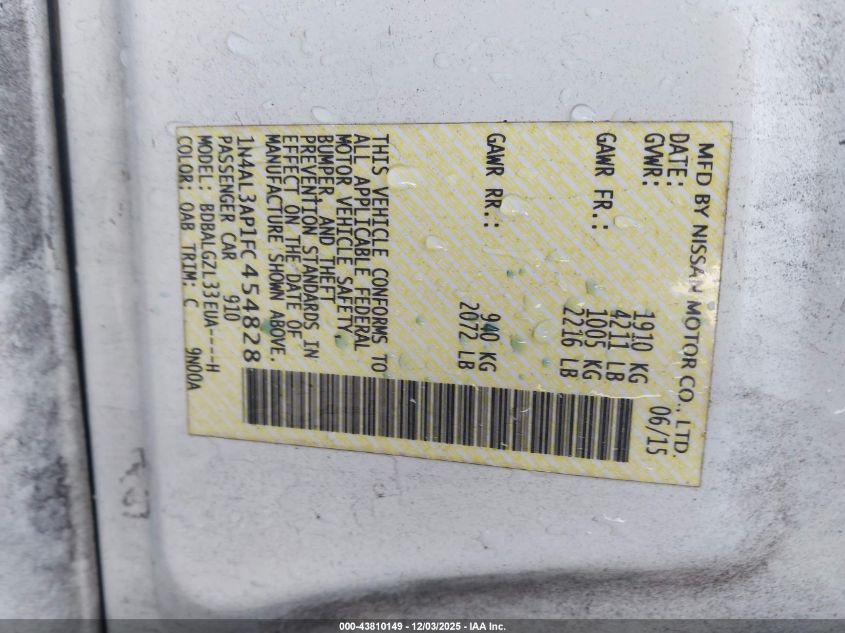 MFD BY NISSAN MOTOR CO., LTD.
DATE: 06/15
GVWR: 1910 KG
4211 LB
GAWR FR.: 1005 KG
2216 LB
GAWR RR.: 940 KG
2072 LB
THIS VEHICLE CONFORMS TO
ALL APPLICABLE FEDERAL
MOTOR VEHICLE SAFETY,
BUMPER, AND THEFT
PREVENTION STANDARDS IN
EFFECT ON THE DATE OF
MANUFACTURE SHOWN ABOVE.
1N4AL3AP1FC454828
PASSENGER CAR 910
MODEL: BDBALGZL33EUA----H
COLOR: QAB TRIM: C 9N00A
000-43810149 - 12/03/2025 - IAA Inc.